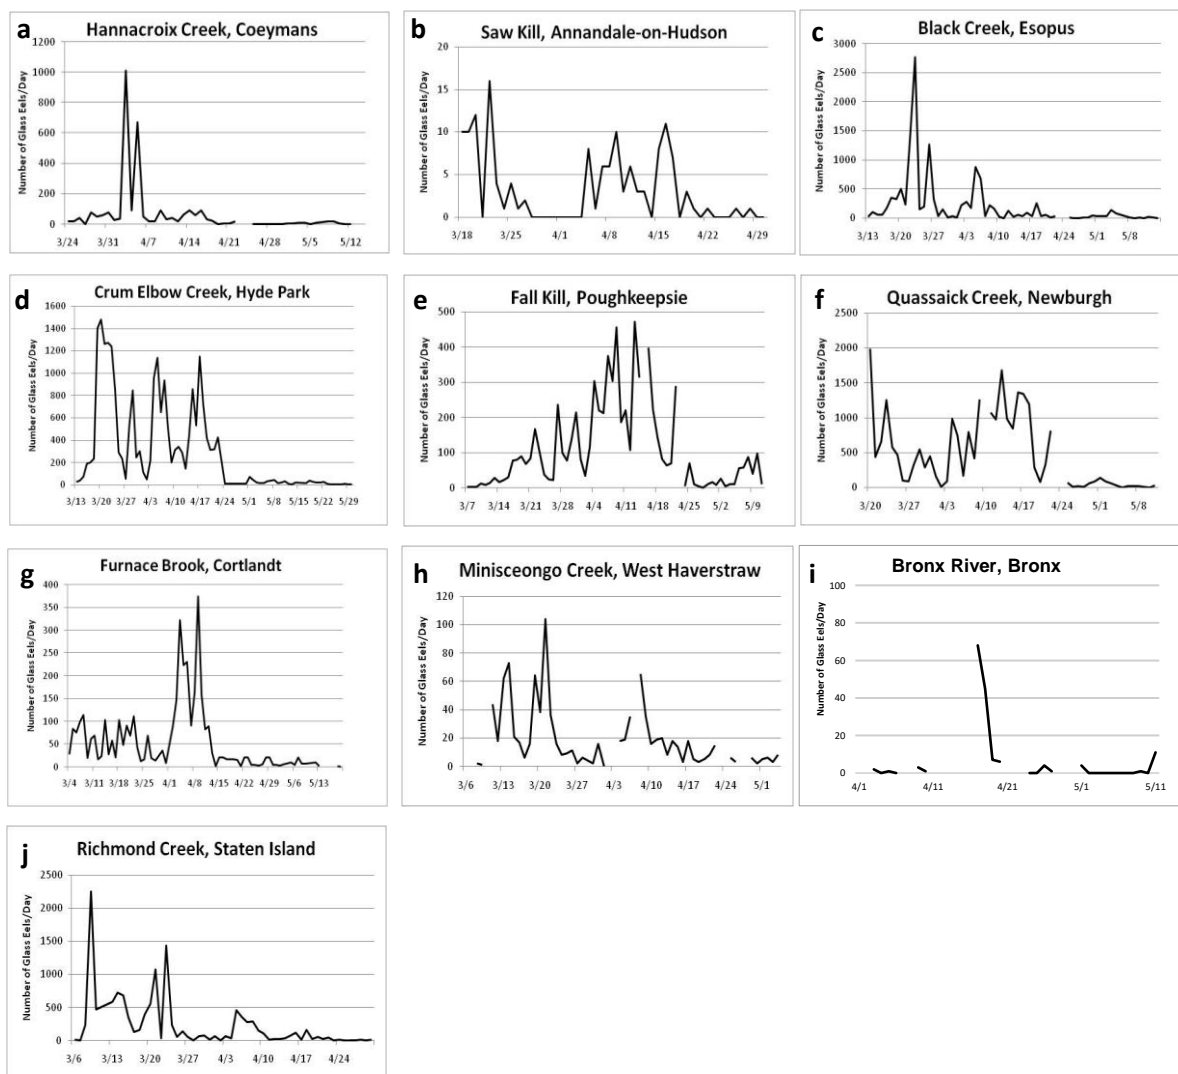 a
Hannacroix Creek, Coeymans
Number of Glass Eels/Day
1200
1000
800
600
400
200
0
3/24 3/31 4/7 4/14 4/21 4/28 5/5 5/12
b
Saw Kill, Annandale-on-Hudson
Number of Glass Eels/Day
20
15
10
5
0
3/18 3/25 4/1 4/8 4/15 4/22 4/29
c
Black Creek, Esopus
Number of Glass Eels/Day
3000
2500
2000
1500
1000
500
0
3/13 3/20 3/27 4/3 4/10 4/17 4/24 5/1 5/8
d
Crum Elbow Creek, Hyde Park
Number of Glass Eels/Day
1600
1400
1200
1000
800
600
400
200
0
3/13 3/20 3/27 4/3 4/10 4/17 4/24 5/1 5/8 5/15 5/22 5/29
e
Fall Kill, Poughkeepsie
Number of Glass Eels/Day
500
400
300
200
100
0
3/7 3/14 3/21 3/28 4/4 4/11 4/18 4/25 5/2 5/9
f
Quassaick Creek, Newburgh
Number of Glass Eels/Day
2500
2000
1500
1000
500
0
3/20 3/27 4/3 4/10 4/17 4/24 5/1 5/8
g
Furnace Brook, Cortlandt
Number of Glass Eels/Day
400
350
300
250
200
150
100
50
0
3/4 3/11 3/18 3/25 4/1 4/8 4/15 4/22 4/29 5/6 5/13
h
Minisceongo Creek, West Haverstraw
Number of Glass Eels/Day
120
100
80
60
40
20
0
3/6 3/13 3/20 3/27 4/3 4/10 4/17 4/24 5/1
i
Bronx River, Bronx
Number of Glass Eels/Day
100
80
60
40
20
0
4/1 4/11 4/21 5/1 5/11
j
Richmond Creek, Staten Island
Number of Glass Eels/Day
2500
2000
1500
1000
500
0
3/6 3/13 3/20 3/27 4/3 4/10 4/17 4/24